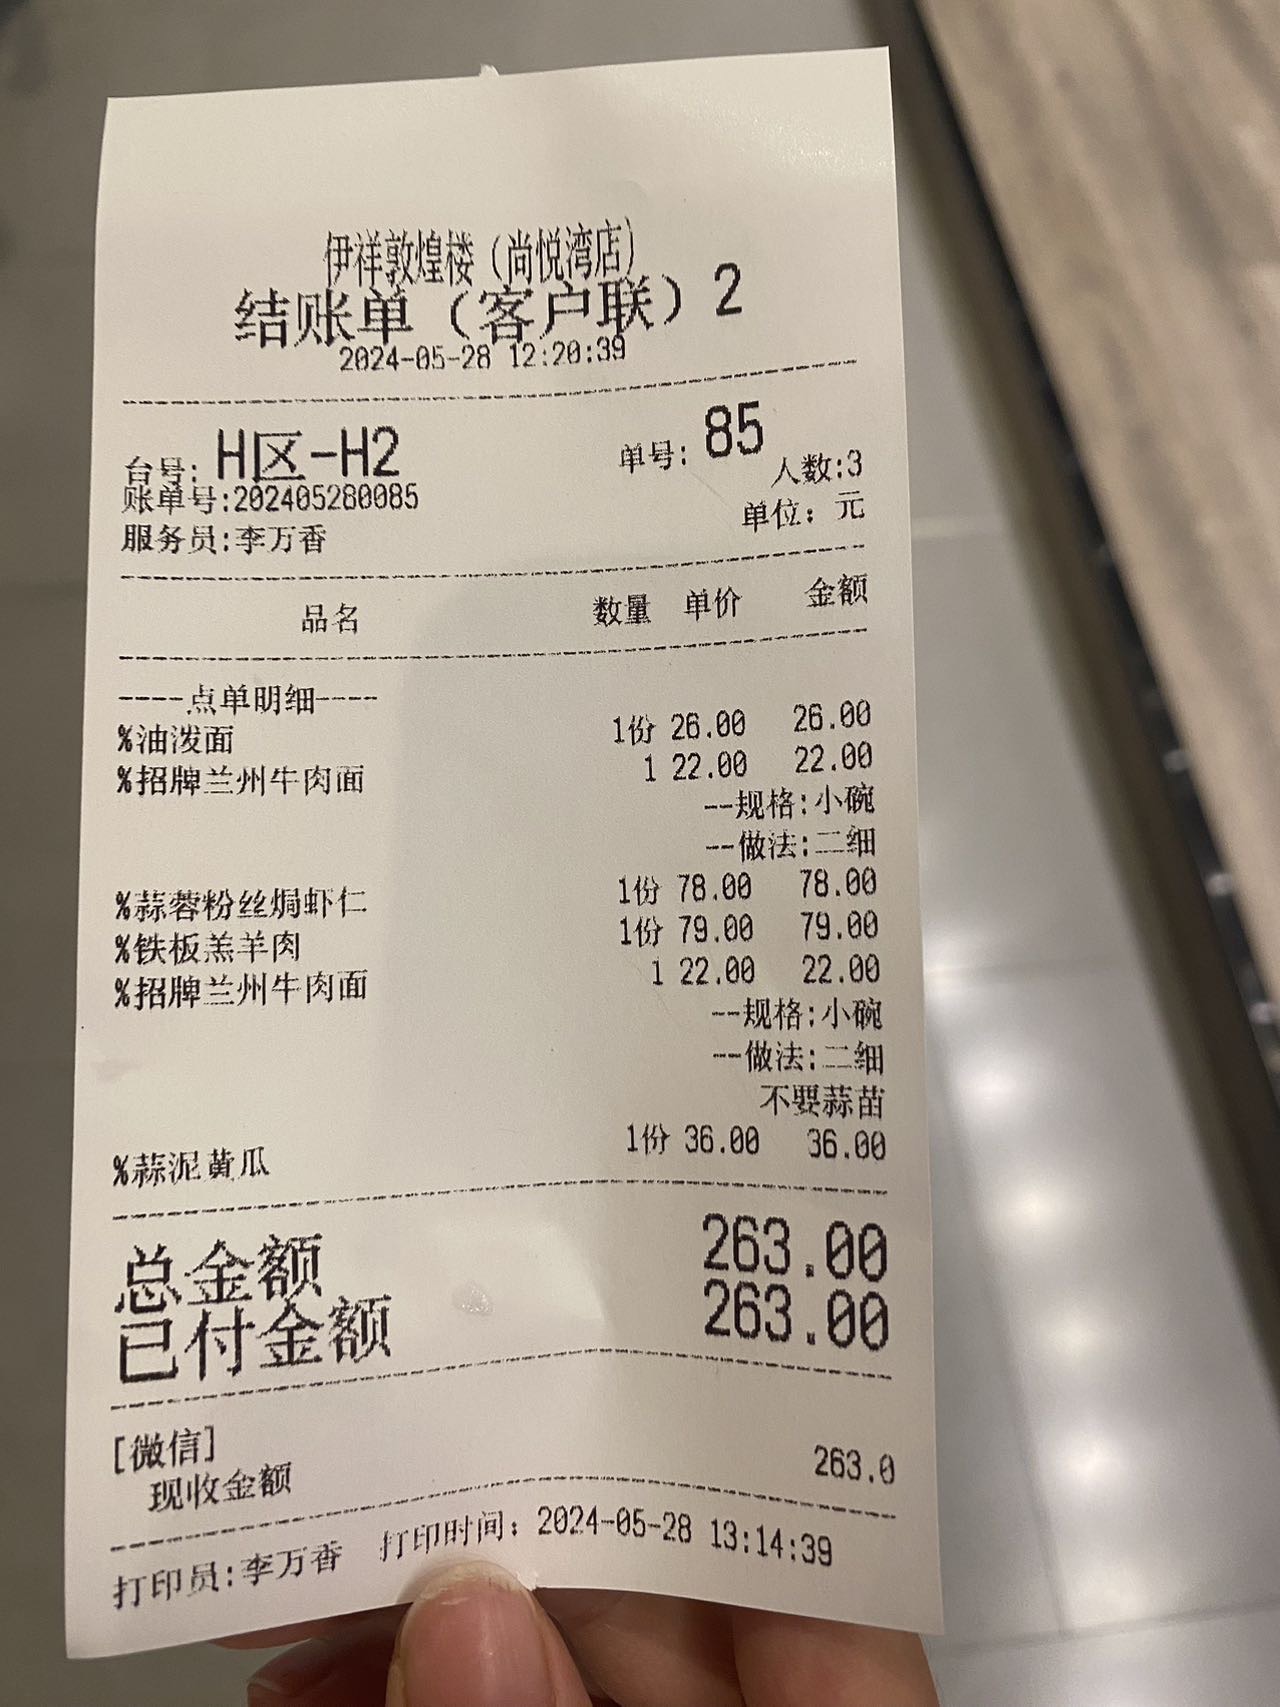 伊祥敦煌楼（尚悦湾店）
结账单（客户联）2
2024-05-28 12:20:39
台号: H区-H2 单号: 85
账单号:202405280085 人数:3
服务员:李万香 单位：元
品名 数量 单价 金额
----点单明细----
%油泼面 1份 26.00 26.00
%招牌兰州牛肉面 1 22.00 22.00
--规格:小碗
--做法:二细
%蒜蓉粉丝焗虾仁 1份 78.00 78.00
%铁板羔羊肉 1份 79.00 79.00
%招牌兰州牛肉面 1 22.00 22.00
--规格:小碗
--做法:二细
不要蒜苗
%蒜泥黄瓜 1份 36.00 36.00
总金额 263.00
已付金额 263.00
[微信]
现收金额 263.0
打印员:李万香 打印时间：2024-05-28 13:14:39